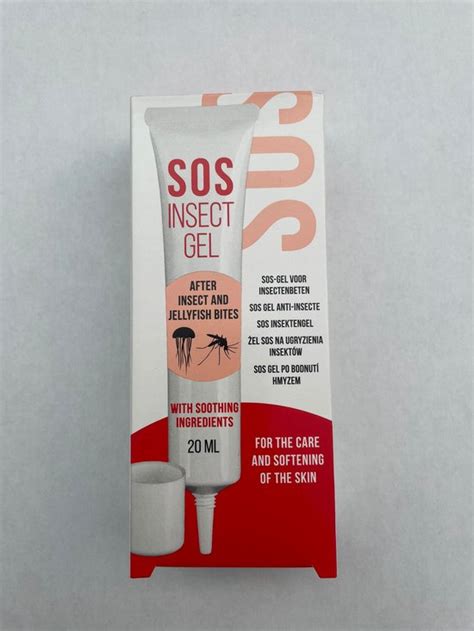 SOS
SOS
INSECT
GEL
AFTER
INSECT AND
JELLYFISH BITES
WITH SOOTHING
INGREDIENTS
20 ML
SOS-GEL VOOR
INSECTENBETEN
SOS GEL ANTI-INSECTE
SOS INSEKTENGEL
ŻEL SOS NA UGRYZIENIA
INSEKTÓW
SOS GEL PO BODNUTÍ
HMYZEM
FOR THE CARE
AND SOFTENING
OF THE SKIN